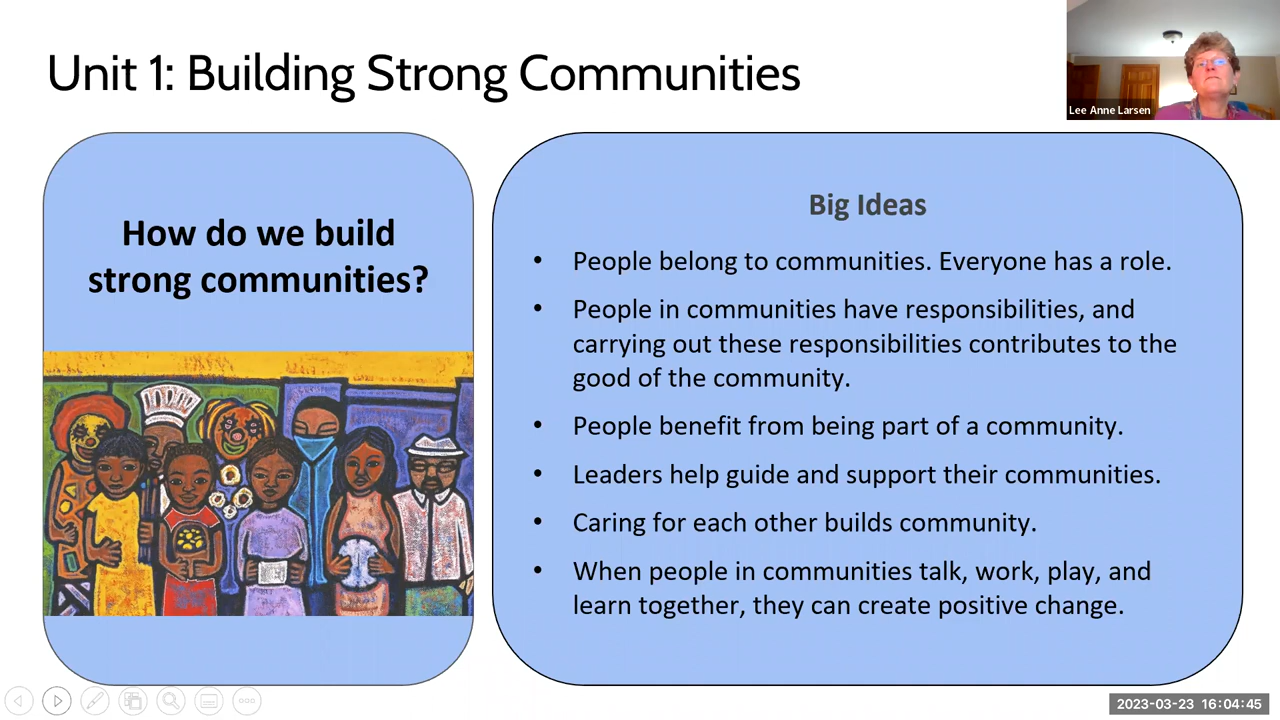 Unit 1: Building Strong Communities
Lee Anne Larsen
How do we build
strong communities?
Big Ideas
• People belong to communities. Everyone has a role.
• People in communities have responsibilities, and
carrying out these responsibilities contributes to the
good of the community.
• People benefit from being part of a community.
• Leaders help guide and support their communities.
• Caring for each other builds community.
• When people in communities talk, work, play, and
learn together, they can create positive change.
2023-03-23 16:04:45